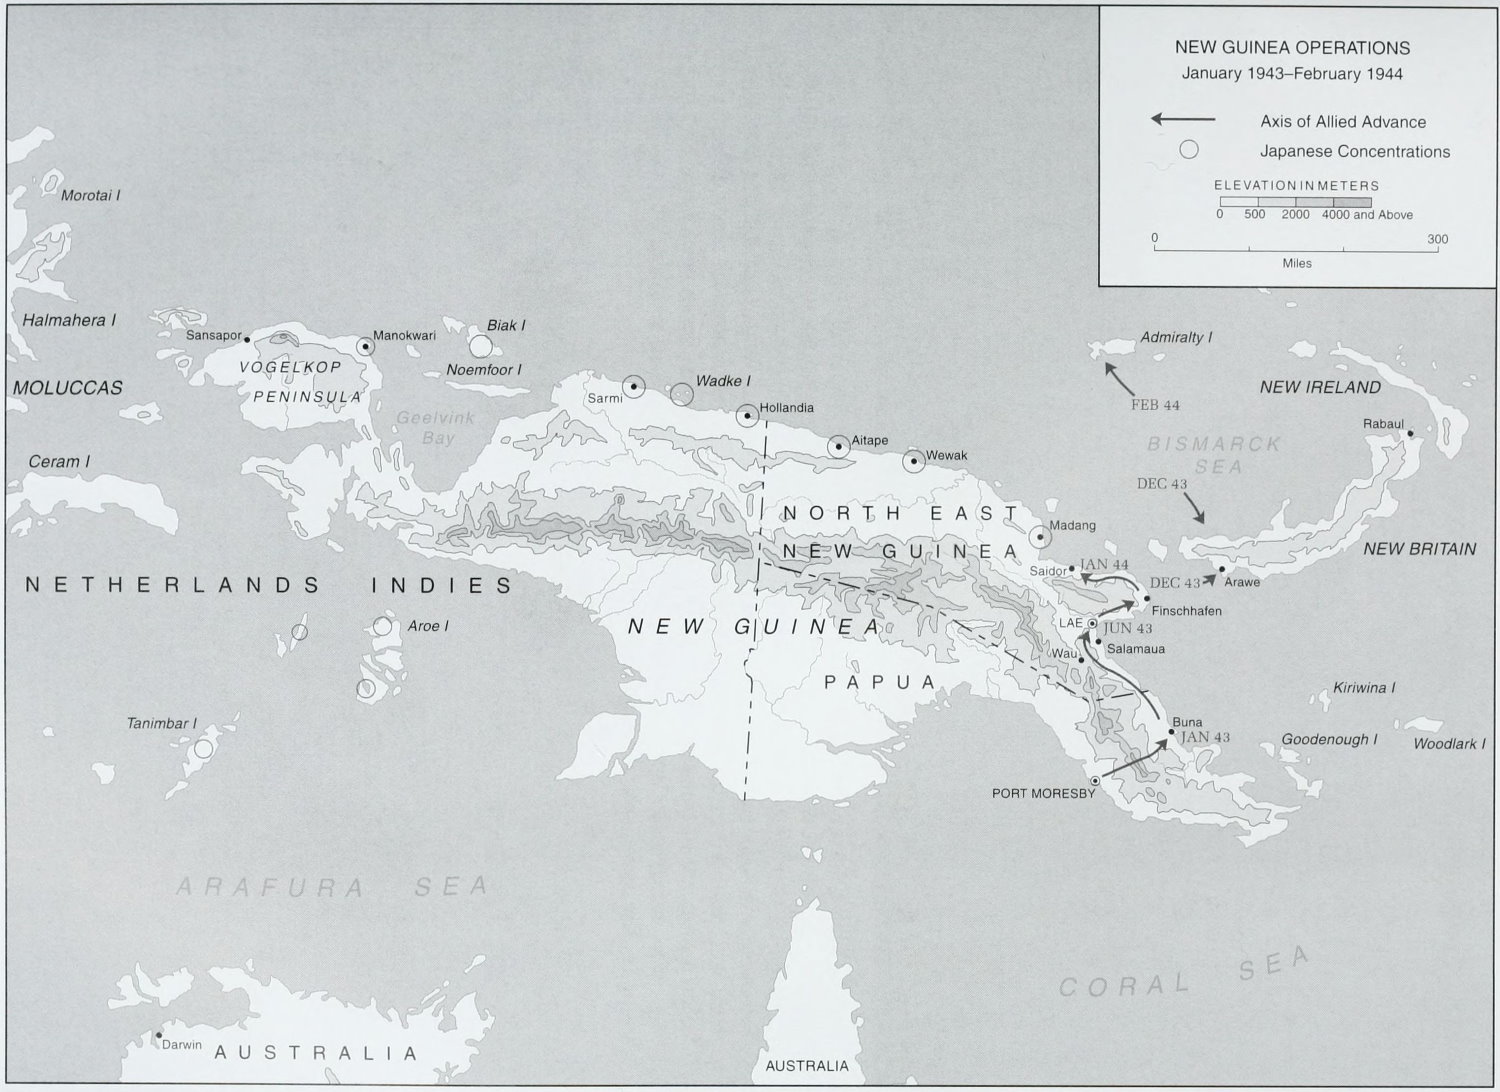 NEW GUINEA OPERATIONS
January 1943–February 1944
Axis of Allied Advance
Japanese Concentrations
ELEVATION IN METERS
0 500 2000 4000 and Above
0 300
Miles
Morotai I
Halmahera I
Sansapor
Manokwari
Biak I
VOGELKOP
PENINSULA
Noemfoor I
MOLUCCAS
Geelvink
Bay
Sarmi
Wadke I
Hollandia
Aitape
Wewak
Admiralty I
FEB 44
NEW IRELAND
Rabaul
BISMARCK
SEA
DEC 43
Ceram I
NORTH EAST
NEW GUINEA
Madang
NEW BRITAIN
Saidor
JAN 44
DEC 43
Arawe
Finschhafen
NETHERLANDS INDIES
Aroe I
NEW GUINEA
LAE
JUN 43
Salamaua
Wau
PAPUA
Kiriwina I
Tanimbar I
Buna
JAN 43
Goodenough I
Woodlark I
PORT MORESBY
ARAFURA SEA
CORAL SEA
Darwin
AUSTRALIA
AUSTRALIA